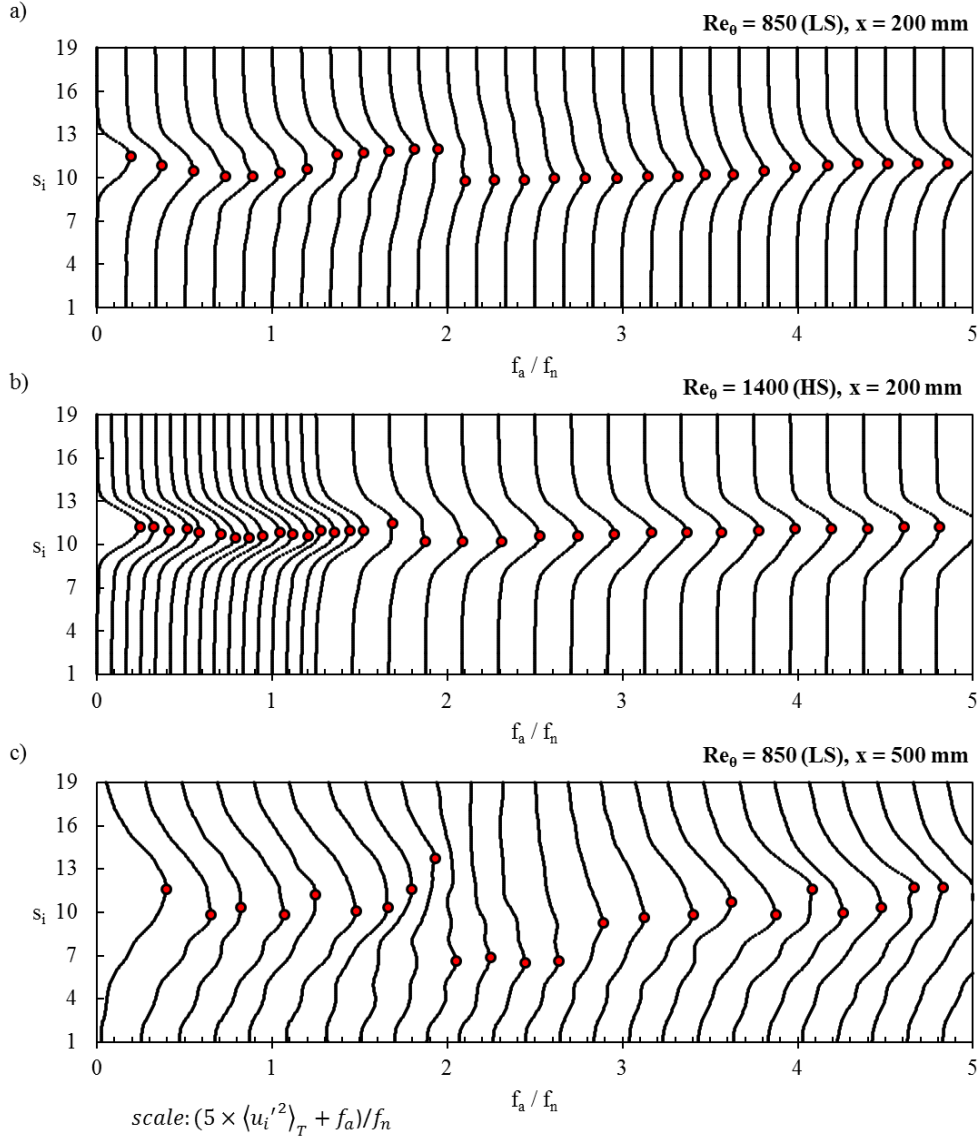 a)
Re_θ = 850 (LS), x = 200 mm
19
16
13
s_i 10
7
4
1
0 1 2 3 4 5
f_a / f_n
b)
Re_θ = 1400 (HS), x = 200 mm
19
16
13
s_i 10
7
4
1
0 1 2 3 4 5
f_a / f_n
c)
Re_θ = 850 (LS), x = 500 mm
19
16
13
s_i 10
7
4
1
0 1 2 3 4 5
f_a / f_n
scale: (5 × ⟨u_i′²⟩_T + f_a)/f_n